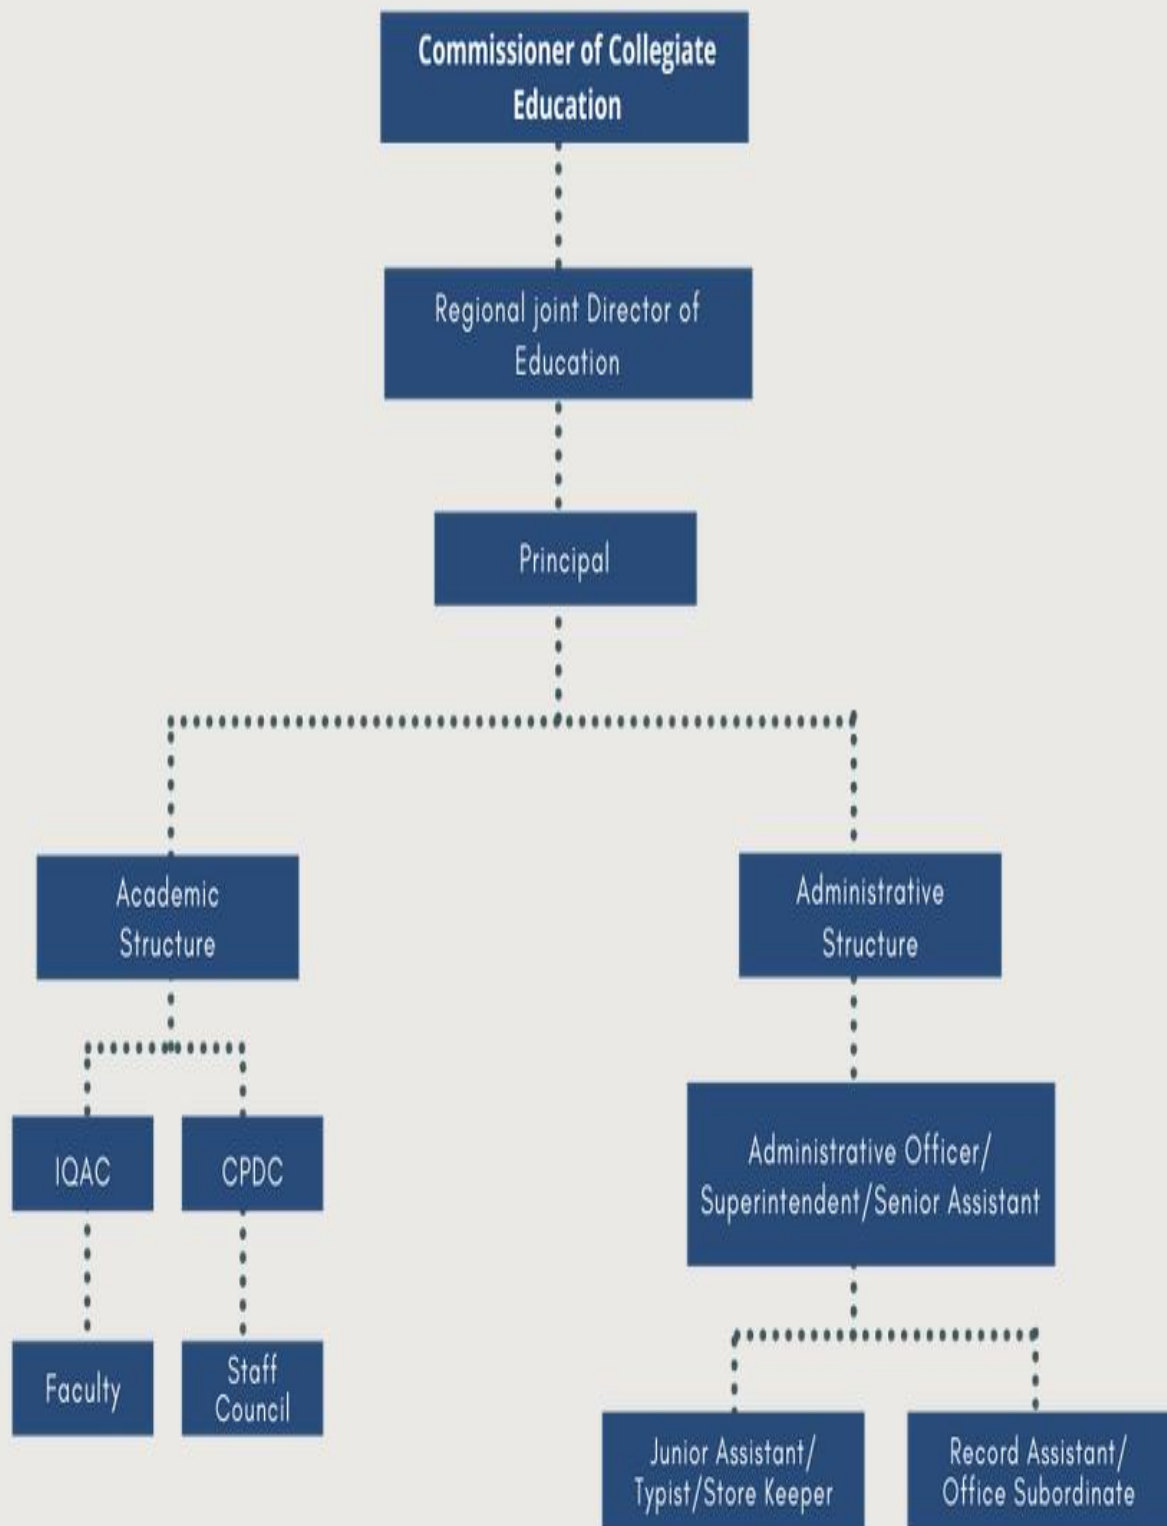 Commissioner of Collegiate
Education
Regional joint Director of
Education
Principal
Academic
Structure
Administrative
Structure
IQAC
CPDC
Administrative Officer/
Superintendent/Senior Assistant
Faculty
Staff
Council
Junior Assistant/
Typist/Store Keeper
Record Assistant/
Office Subordinate